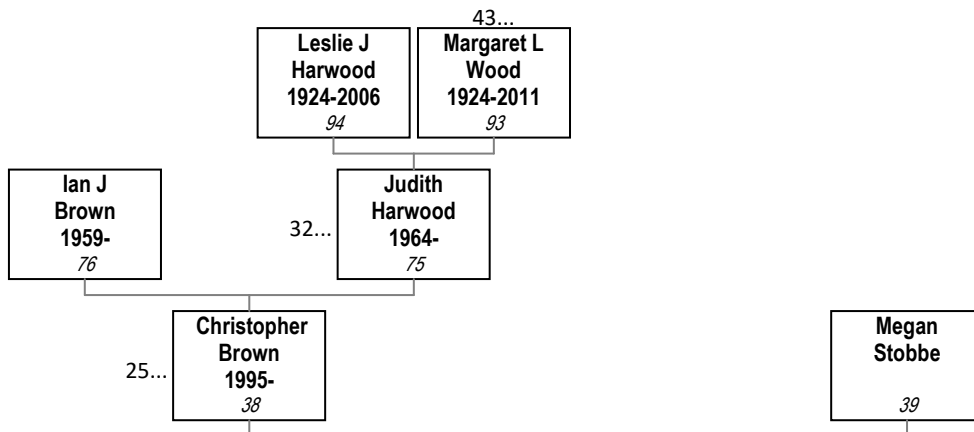 43...
Leslie J
Harwood
1924-2006
94
Margaret L
Wood
1924-2011
93
Ian J
Brown
1959-
76
32...
Judith
Harwood
1964-
75
25...
Christopher
Brown
1995-
38
Megan
Stobbe
39